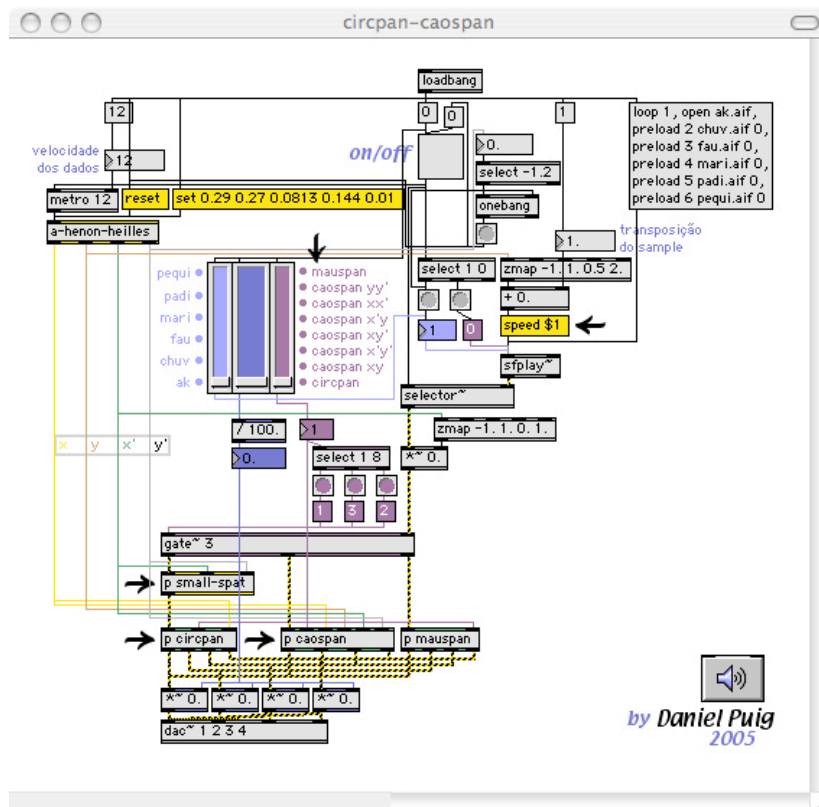 circpan-caospan
loadbang
12
0
0
1
loop 1, open ak.aif,
preload 2 chuv.aif 0,
preload 3 fau.aif 0,
preload 4 mari.aif 0,
preload 5 padi.aif 0,
preload 6 pequi.aif 0
velocidade
dos dados
12
on/off
0.
select -1.2
metro 12
reset
set 0.29 0.27 0.0813 0.144 0.01
onebang
a-henon-heilles
1.
transposição
do sample
pequi
padi
mari
fau
chuv
ak
mauspan
caospan yy'
caospan xx'
caospan x'y
caospan xy'
caospan x'y'
caospan xy
circpan
select 1 0
zmap -1. 1. 0.5 2.
+ 0.
1
0
speed $1
sfplay~
selector~
/ 100.
1
zmap -1. 1. 0. 1.
x y x' y'
0.
select 1 8
*~ 0.
1
3
2
gate~ 3
p small-spat
p circpan
p caospan
p mauspan
*~ 0.
*~ 0.
*~ 0.
*~ 0.
dac~ 1 2 3 4
by Daniel Puig
2005